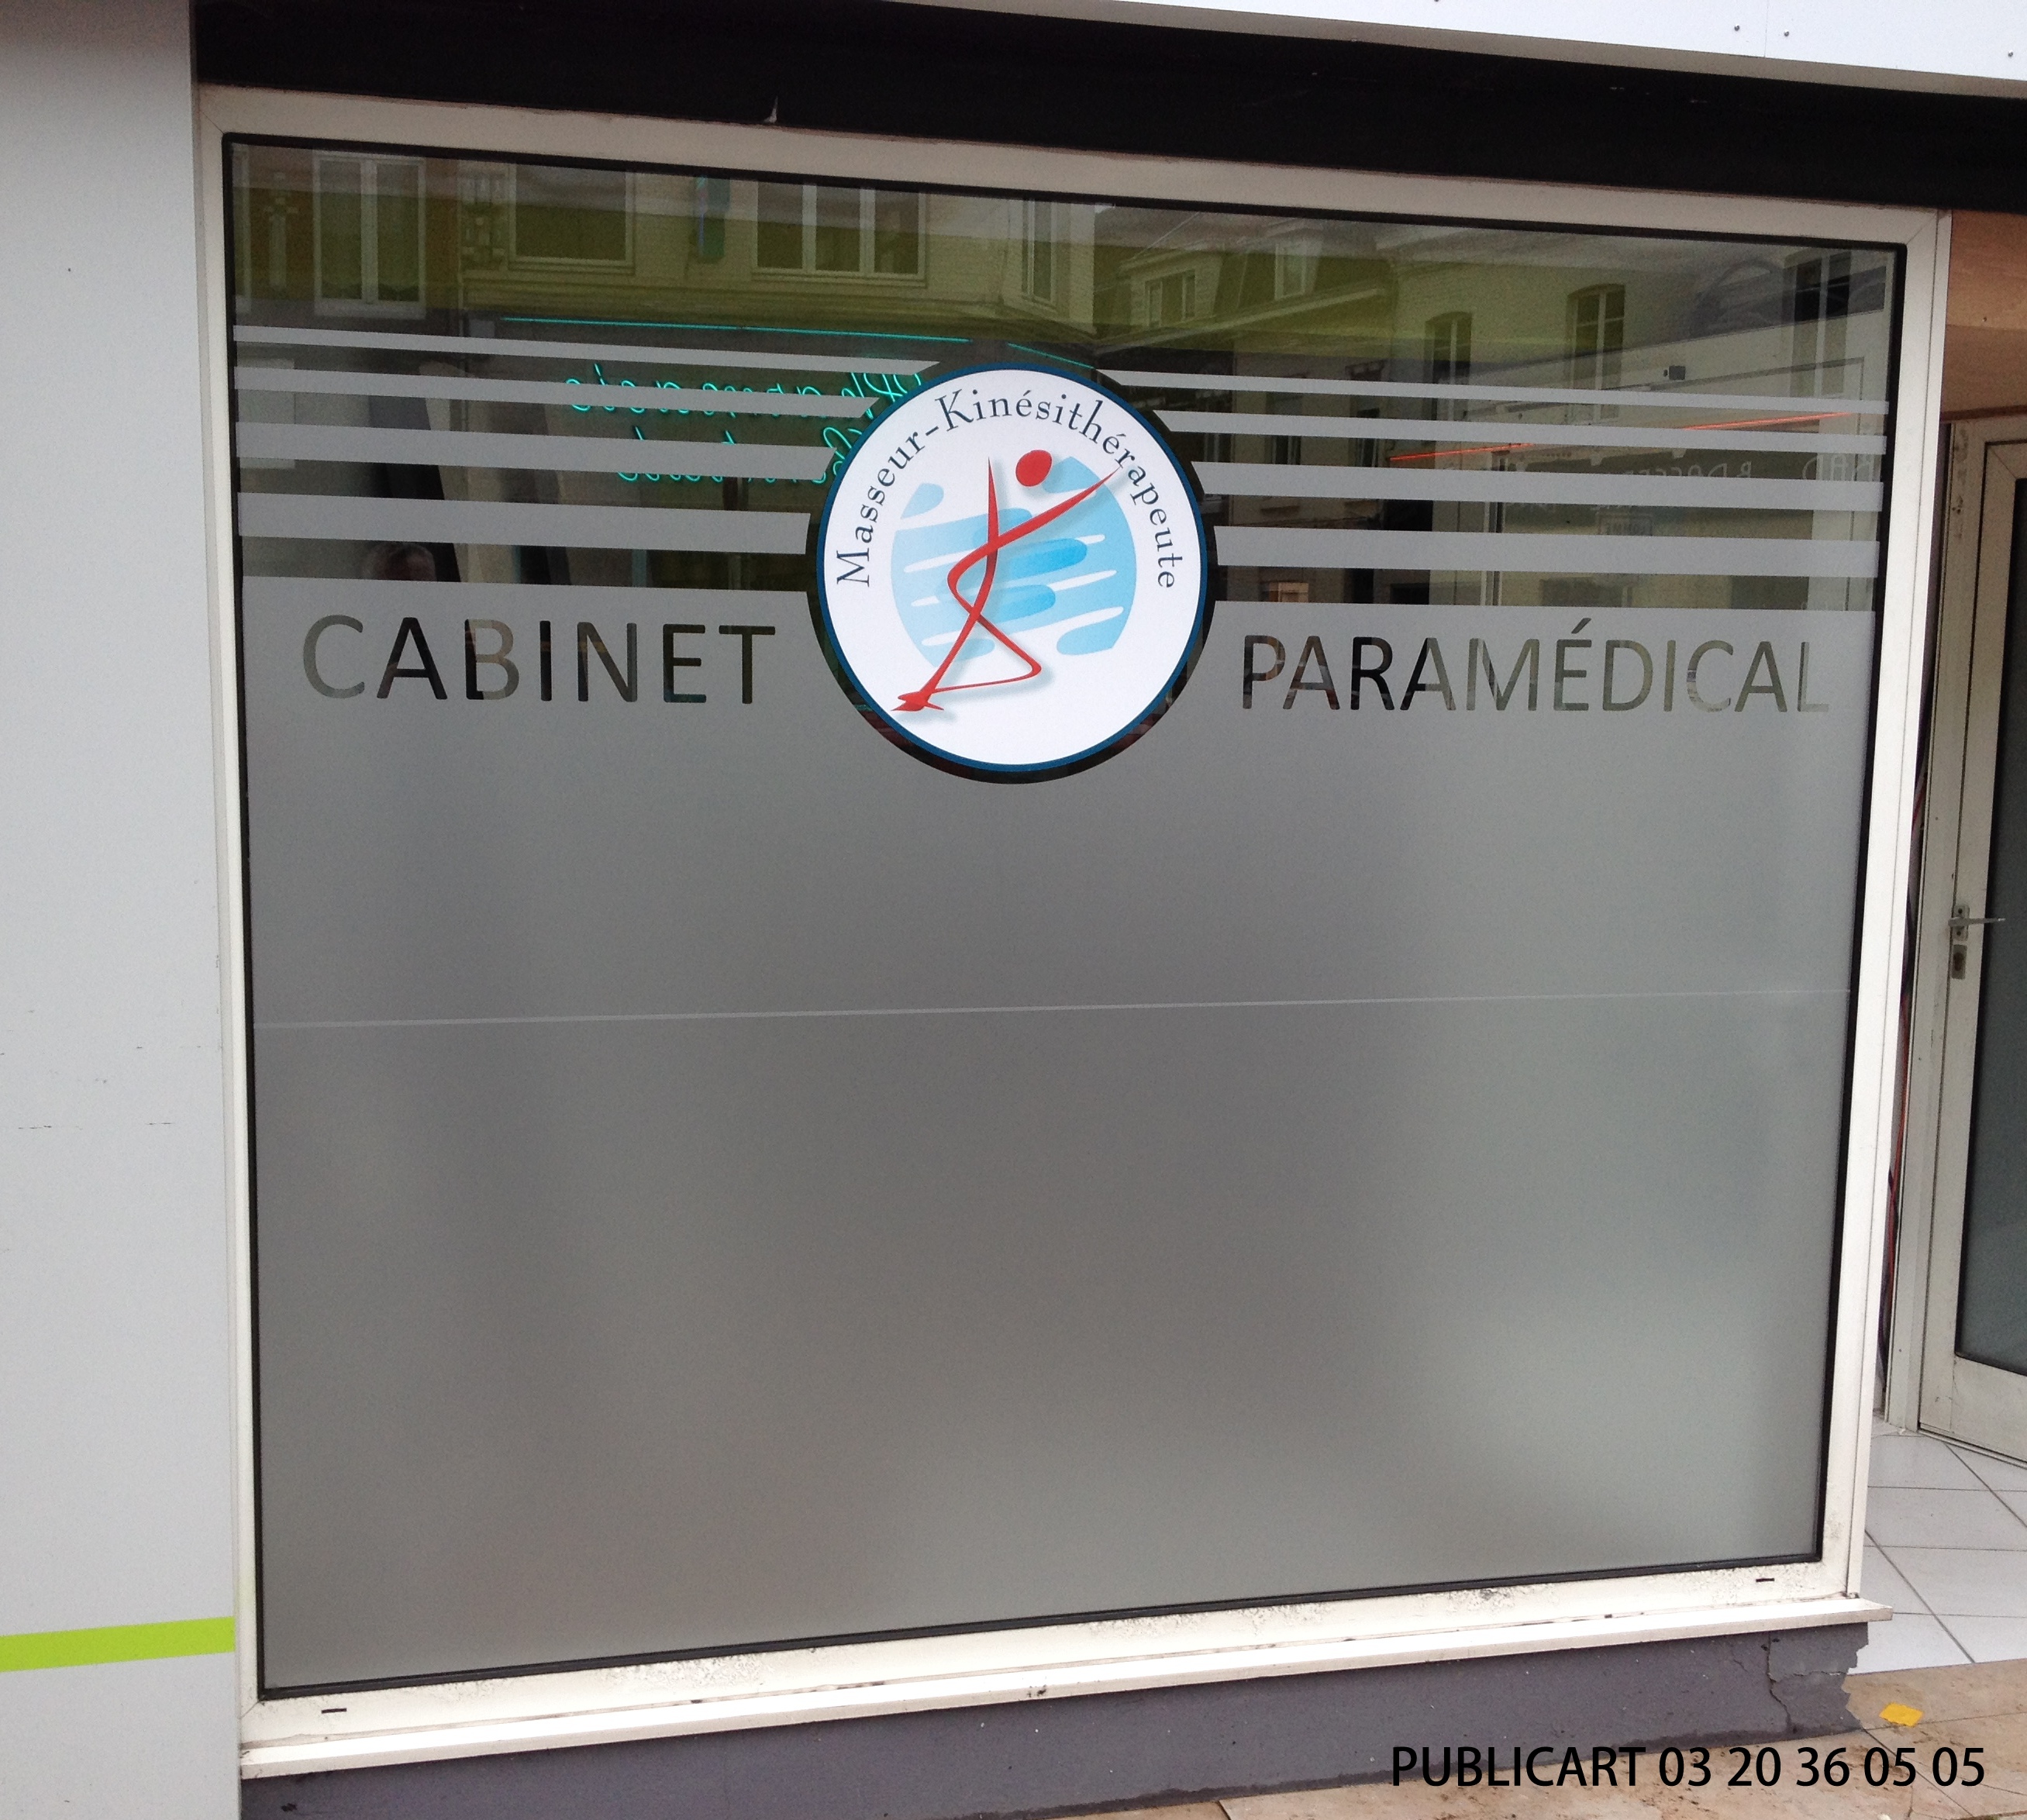 Masseur-Kinésithérapeute
CABINET PARAMÉDICAL
PUBLICART 03 20 36 05 05